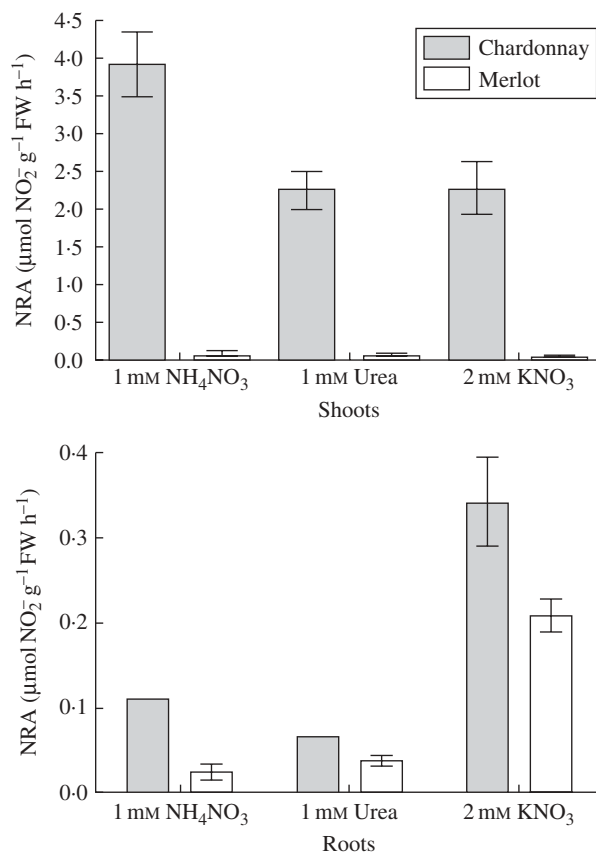 NRA (µmol NO₂⁻ g⁻¹ FW h⁻¹)
4·5
4·0
3·5
3·0
2·5
2·0
1·5
1·0
0·5
0.0
Chardonnay
Merlot
1 mM NH₄NO₃ 1 mM Urea 2 mM KNO₃
Shoots
NRA (µmol NO₂⁻ g⁻¹ FW h⁻¹)
0·4
0·3
0·2
0·1
0·0
1 mM NH₄NO₃ 1 mM Urea 2 mM KNO₃
Roots